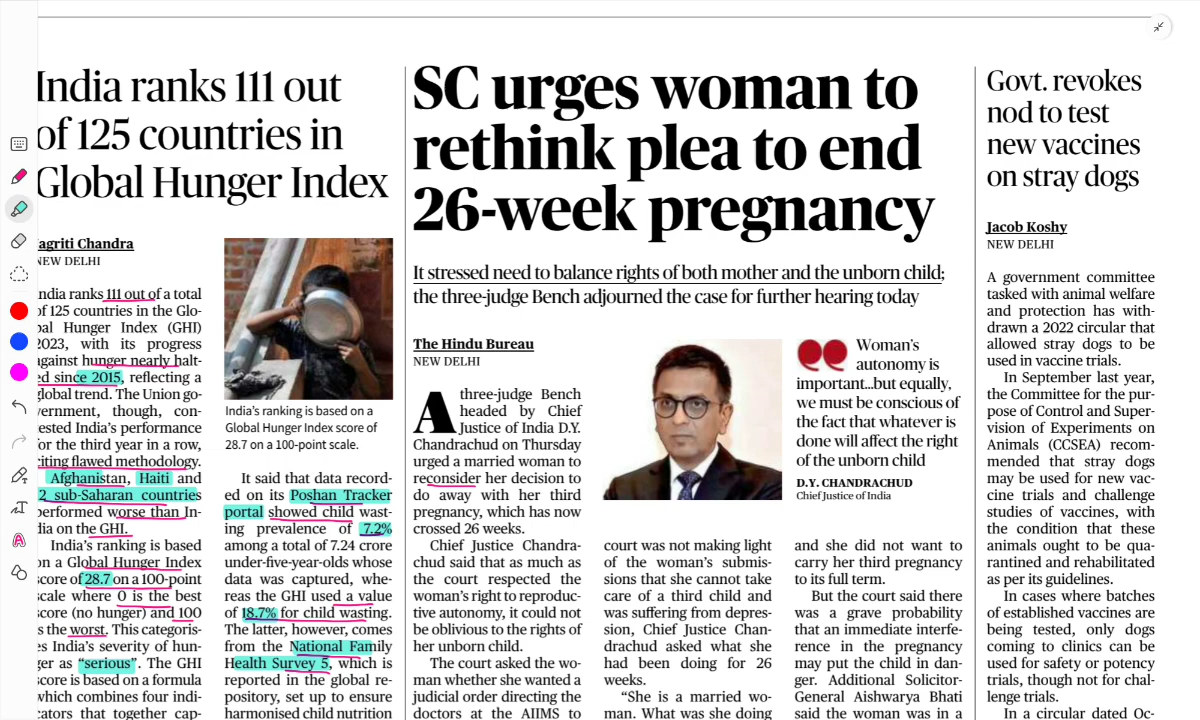 India ranks 111 out
of 125 countries in
Global Hunger Index
Jagriti Chandra
NEW DELHI
India ranks 111 out of a total
of 125 countries in the Glo-
bal Hunger Index (GHI)
2023, with its progress
against hunger nearly halt-
ed since 2015, reflecting a
global trend. The Union go-
vernment, though, con-
tested India's performance
for the third year in a row,
citing flawed methodology.
Afghanistan, Haiti and
2 sub-Saharan countries
performed worse than In-
dia on the GHI.
India's ranking is based
on a Global Hunger Index
score of 28.7 on a 100-point
scale where 0 is the best
score (no hunger) and 100
is the worst. This categoris-
es India's severity of hun-
ger as "serious". The GHI
score is based on a formula
which combines four indi-
cators that together cap-
India's ranking is based on a
Global Hunger Index score of
28.7 on a 100-point scale.
It said that data record-
ed on its Poshan Tracker
portal showed child wast-
ing prevalence of 7.2%
among a total of 7.24 crore
under-five-year-olds whose
data was captured, whe-
reas the GHI used a value
of 18.7% for child wasting.
The latter, however, comes
from the National Family
Health Survey 5, which is
reported in the global re-
pository, set up to ensure
harmonised child nutrition
SC urges woman to
rethink plea to end
26-week pregnancy
It stressed need to balance rights of both mother and the unborn child;
the three-judge Bench adjourned the case for further hearing today
The Hindu Bureau
NEW DELHI
A three-judge Bench
headed by Chief
Justice of India D.Y.
Chandrachud on Thursday
urged a married woman to
reconsider her decision to
do away with her third
pregnancy, which has now
crossed 26 weeks.
Chief Justice Chandra-
chud said that as much as
the court respected the
woman's right to reproduc-
tive autonomy, it could not
be oblivious to the rights of
her unborn child.
The court asked the wo-
man whether she wanted a
judicial order directing the
doctors at the AIIMS to
Woman's
autonomy is
important...but equally,
we must be conscious of
the fact that whatever is
done will affect the right
of the unborn child
D.Y. CHANDRACHUD
Chief Justice of India
court was not making light
of the woman's submis-
sions that she cannot take
care of a third child and
was suffering from depres-
sion, Chief Justice Chan-
drachud asked what she
had been doing for 26
weeks.
"She is a married wo-
man. What was she doing
and she did not want to
carry her third pregnancy
to its full term.
But the court said there
was a grave probability
that an immediate interfe-
rence in the pregnancy
may put the child in dan-
ger. Additional Solicitor-
General Aishwarya Bhati
said the woman was in a
Govt. revokes
nod to test
new vaccines
on stray dogs
Jacob Koshy
NEW DELHI
A government committee
tasked with animal welfare
and protection has with-
drawn a 2022 circular that
allowed stray dogs to be
used in vaccine trials.
In September last year,
the Committee for the pur-
pose of Control and Super-
vision of Experiments on
Animals (CCSEA) recom-
mended that stray dogs
may be used for new vac-
cine trials and challenge
studies of vaccines, with
the condition that these
animals ought to be qua-
rantined and rehabilitated
as per its guidelines.
In cases where batches
of established vaccines are
being tested, only dogs
coming to clinics can be
used for safety or potency
trials, though not for chal-
lenge trials.
In a circular dated Oc-